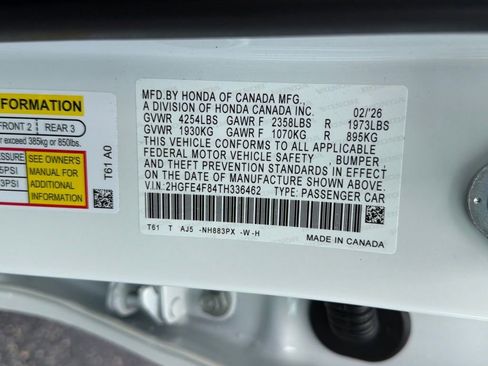 FORMATION
FRONT 2 REAR 3
exceed 385kg or 850lbs.
SEE OWNER'S
MANUAL
FOR
ADDITIONAL
INFORMATION
T61 A0
MFD.BY HONDA OF CANADA MFG.,
A DIVISION OF HONDA CANADA INC. 02/'26
GVWR 4254LBS GAWR F 2358LBS R 1973LBS
GVWR 1930KG GAWR F 1070KG R 895KG
THIS VEHICLE CONFORMS TO ALL APPLICABLE
FEDERAL MOTOR VEHICLE SAFETY , BUMPER
AND THEFT PREVENTION STANDARDS IN EFFECT
ON THE DATE OF MANUFACTURE SHOWN ABOVE.
V.I.N:2HGFE4F84TH336462 TYPE: PASSENGER CAR
T61 T AJ5 -NH883PX -W-H
MADE IN CANADA